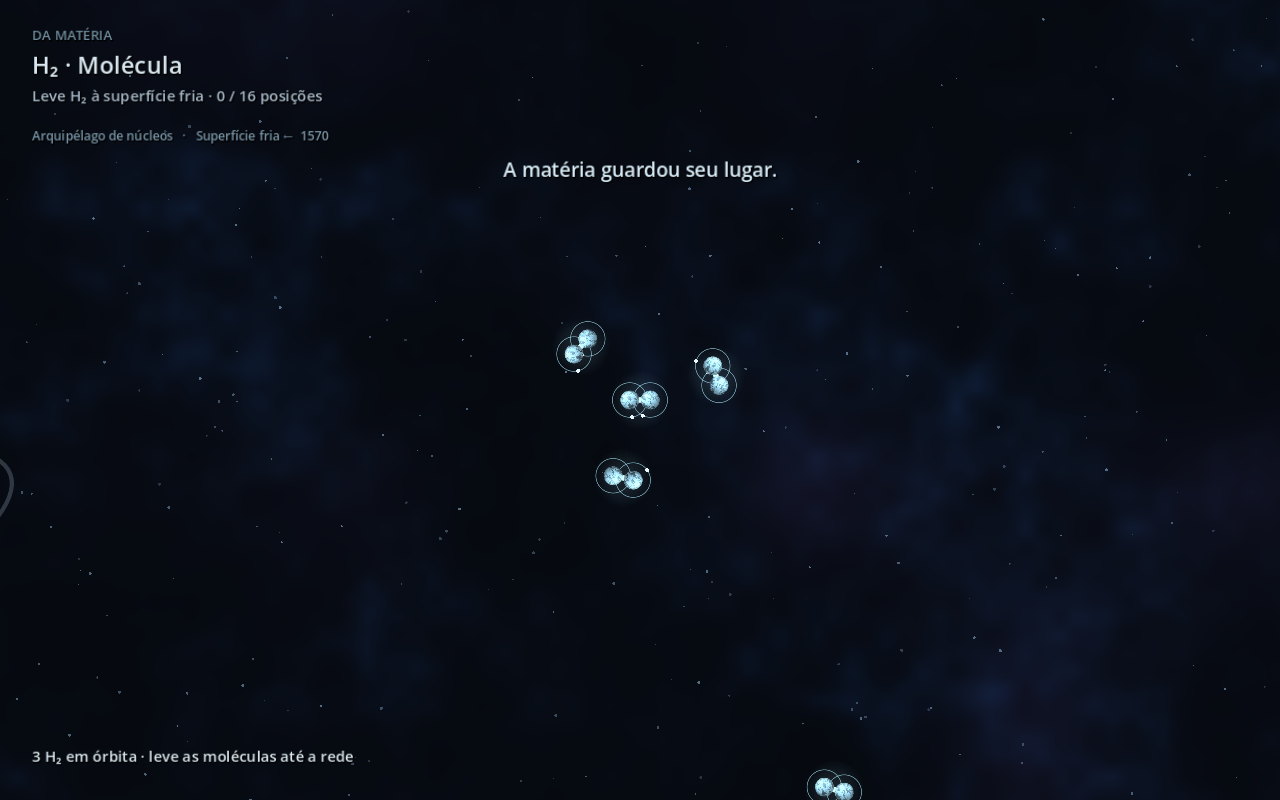 DA MATÉRIA
H₂ · Molécula
Leve H₂ à superfície fria · 0 / 16 posições
Arquipélago de núcleos · Superfície fria ← 1570
A matéria guardou seu lugar.
3 H₂ em órbita · leve as moléculas até a rede